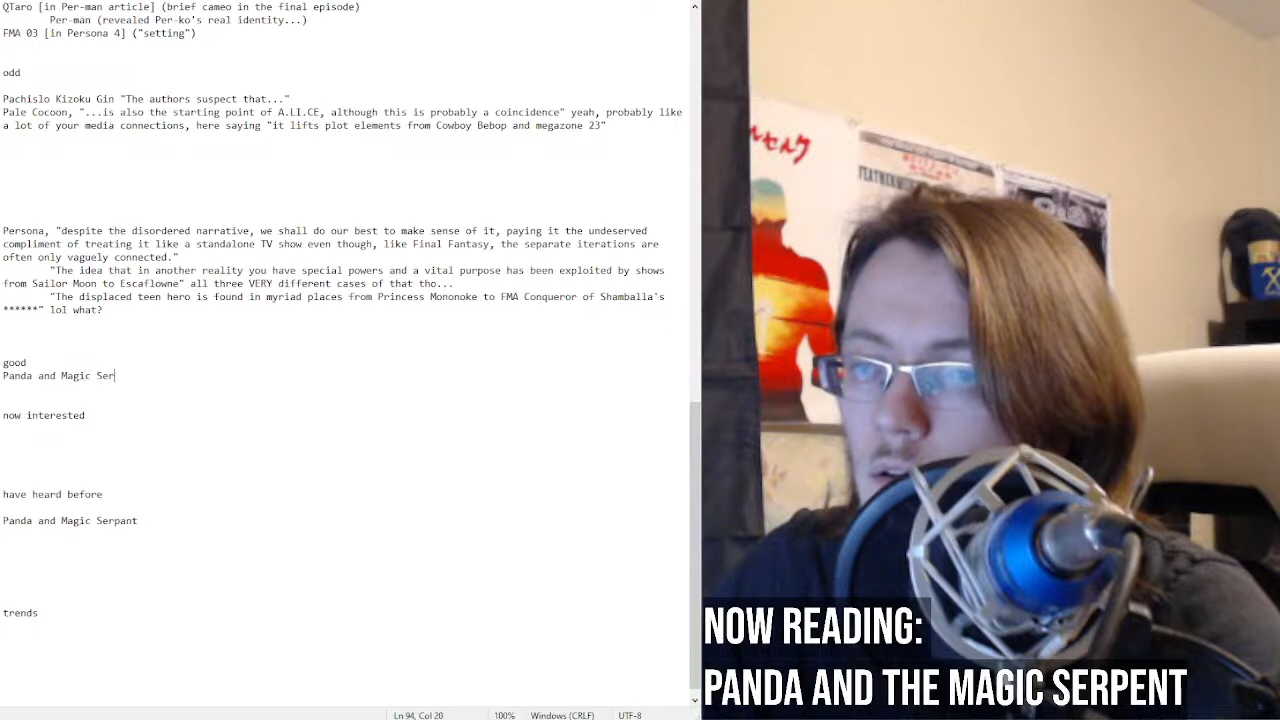 QTaro [in Per-man article] (brief cameo in the final episode)
Per-man (revealed Per-ko's real identity...)
FMA 03 [in Persona 4] ("setting")
odd
Pachislo Kizoku Gin "The authors suspect that..."
Pale Cocoon, "...is also the starting point of A.LI.CE, although this is probably a coincidence" yeah, probably like
a lot of your media connections, here saying "it lifts plot elements from Cowboy Bebop and megazone 23"
Persona, "despite the disordered narrative, we shall do our best to make sense of it, paying it the undeserved
compliment of treating it like a standalone TV show even though, like Final Fantasy, the separate iterations are
often only vaguely connected."
"The idea that in another reality you have special powers and a vital purpose has been exploited by shows
from Sailor Moon to Escaflowne" all three VERY different cases of that tho...
"The displaced teen hero is found in myriad places from Princess Mononoke to FMA Conqueror of Shamballa's
******" lol what?
good
Panda and Magic Ser
now interested
have heard before
Panda and Magic Serpant
trends
Ln 94, Col 20 100% Windows (CRLF) UTF-8
ルセルク
NOW READING:
PANDA AND THE MAGIC SERPENT